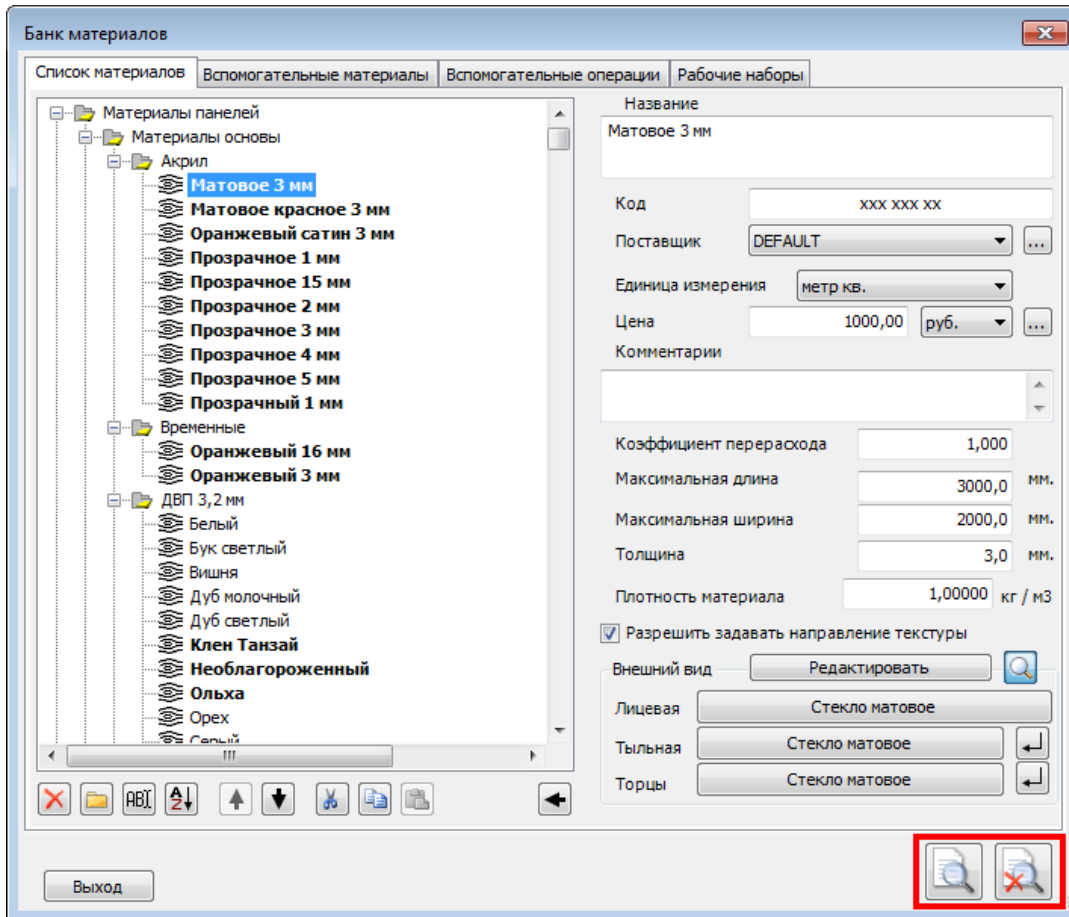 Банк материалов
Список материалов Вспомогательные материалы Вспомогательные операции Рабочие наборы
Материалы панелей
Материалы основы
Акрил
Матовое 3 мм
Матовое красное 3 мм
Оранжевый сатин 3 мм
Прозрачное 1 мм
Прозрачное 15 мм
Прозрачное 2 мм
Прозрачное 3 мм
Прозрачное 4 мм
Прозрачное 5 мм
Прозрачный 1 мм
Временные
Оранжевый 16 мм
Оранжевый 3 мм
ДВП 3,2 мм
Белый
Бук светлый
Вишня
Дуб молочный
Дуб светлый
Клен Танзай
Необлагороженный
Ольха
Орех
Серый
ABI
A
Z
Выход
Название
Матовое 3 мм
Код xxx xxx xx
Поставщик DEFAULT ...
Единица измерения метр кв.
Цена 1000,00 руб. ...
Комментарии
Коэффициент перерасхода 1,000
Максимальная длина 3000,0 мм.
Максимальная ширина 2000,0 мм.
Толщина 3,0 мм.
Плотность материала 1,00000 кг / м3
Разрешить задавать направление текстуры
Внешний вид Редактировать
Лицевая Стекло матовое
Тыльная Стекло матовое
Торцы Стекло матовое